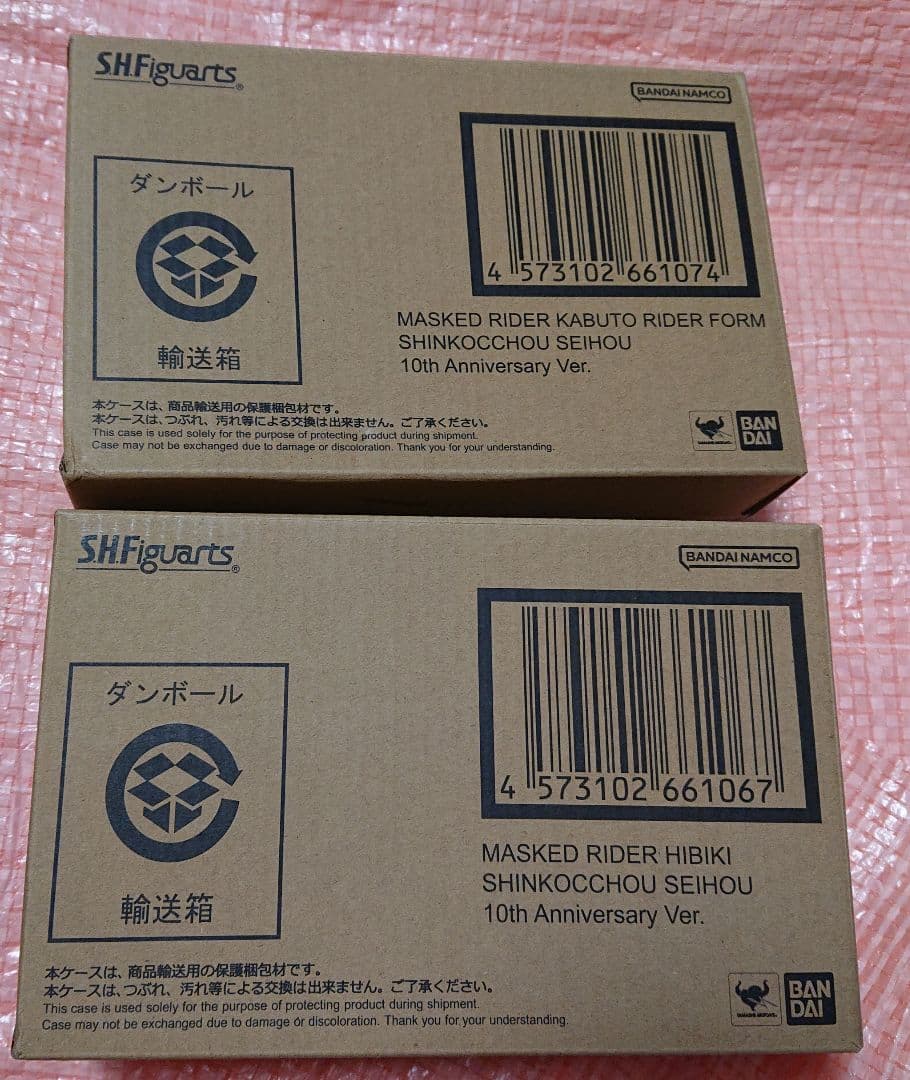 S.H.Figuarts®
BANDAI NAMCO
ダンボール
輸送箱
4 573102 661074
MASKED RIDER KABUTO RIDER FORM
SHINKOCCHOU SEIHOU
10th Anniversary Ver.
本ケースは、商品輸送用の保護梱包材です。
本ケースは、つぶれ、汚れ等による交換は出来ません。ご了承ください。
This case is used solely for the purpose of protecting product during shipment.
Case may not be exchanged due to damage or discoloration. Thank you for your understanding.
BAN
DAI
S.H.Figuarts®
BANDAI NAMCO
ダンボール
輸送箱
4 573102 661067
MASKED RIDER HIBIKI
SHINKOCCHOU SEIHOU
10th Anniversary Ver.
本ケースは、商品輸送用の保護梱包材です。
本ケースは、つぶれ、汚れ等による交換は出来ません。ご了承ください。
This case is used solely for the purpose of protecting product during shipment.
Case may not be exchanged due to damage or discoloration. Thank you for your understanding.
BAN
DAI